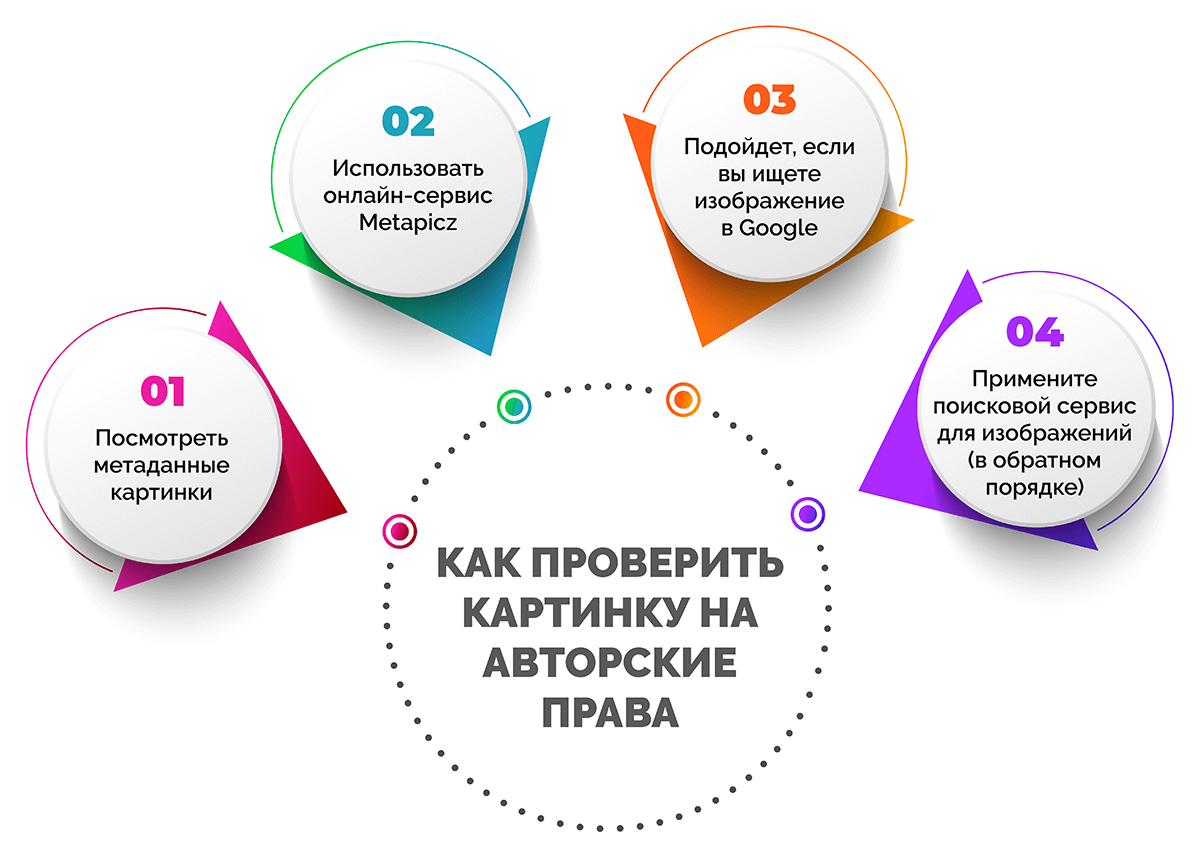 01
Посмотреть
метаданные
картинки
02
Использовать
онлайн-сервис
Metapicz
03
Подойдет, если
вы ищете
изображение
в Google
04
Примените
поисковой сервис
для изображений
(в обратном
порядке)
КАК ПРОВЕРИТЬ
КАРТИНКУ НА
АВТОРСКИЕ
ПРАВА